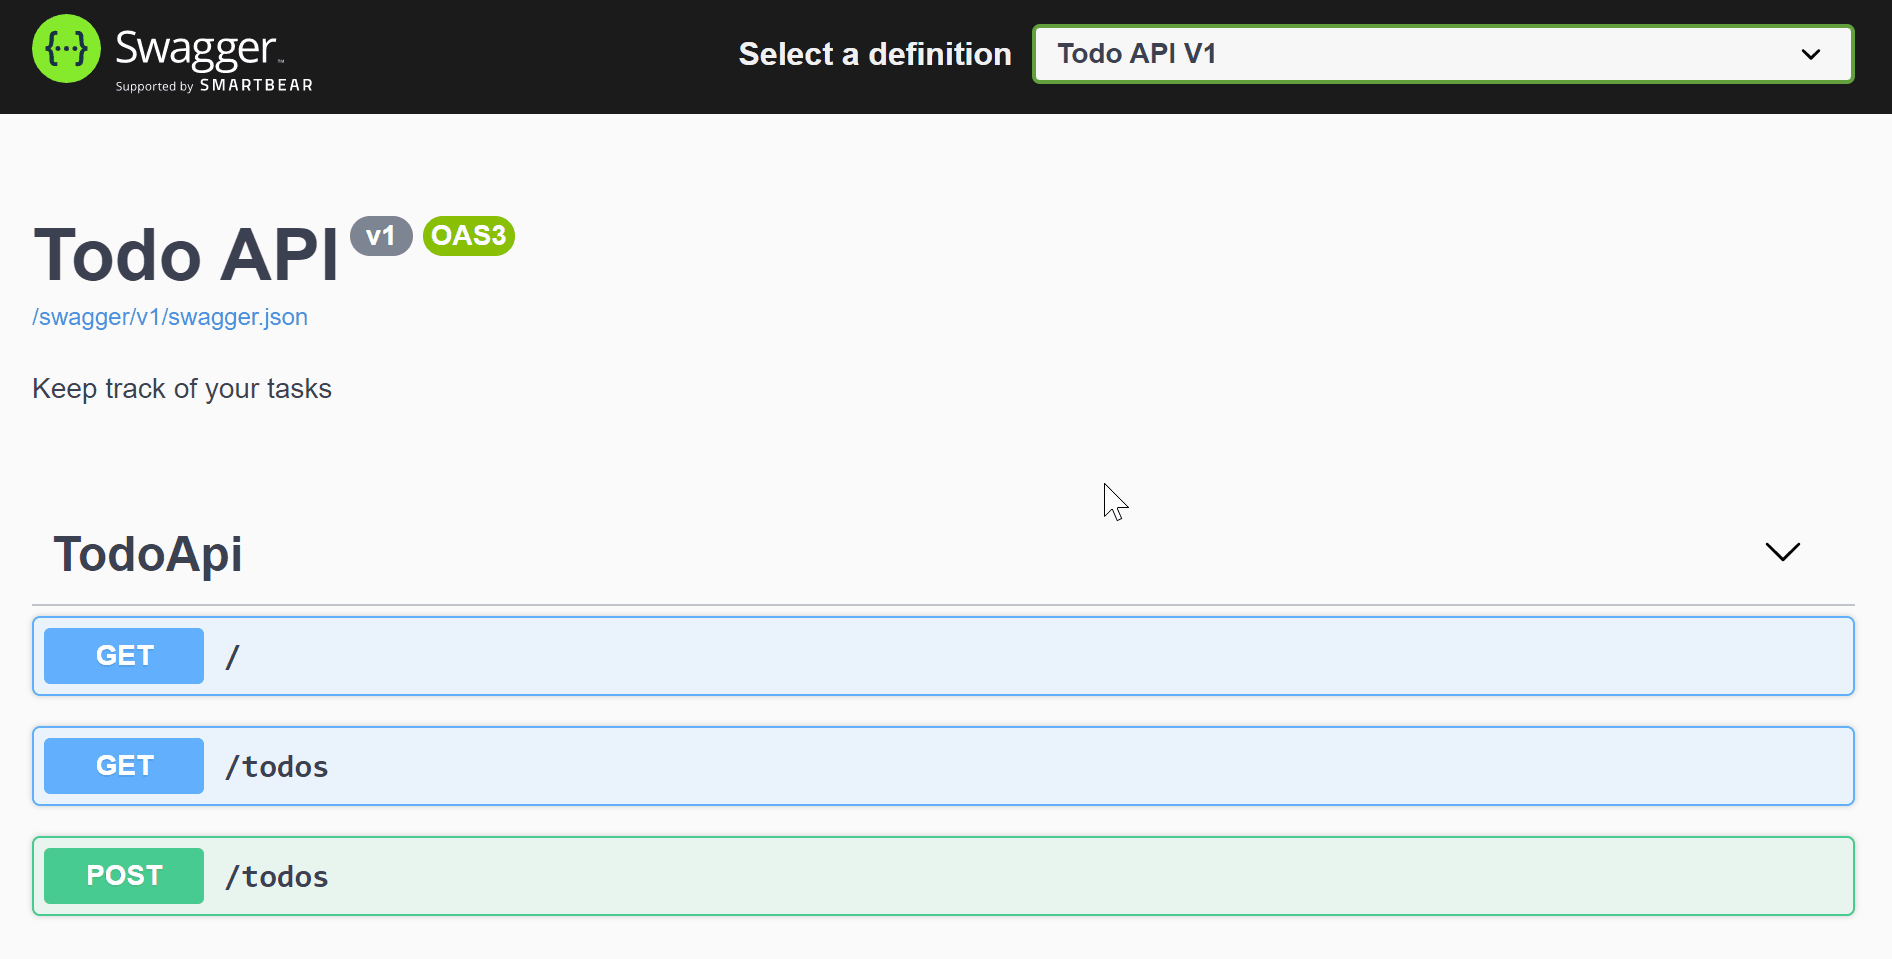 {...} Swagger™
Supported by SMARTBEAR
Select a definition
Todo API V1
Todo API v1 OAS3
/swagger/v1/swagger.json
Keep track of your tasks
TodoApi
GET /
GET /todos
POST /todos